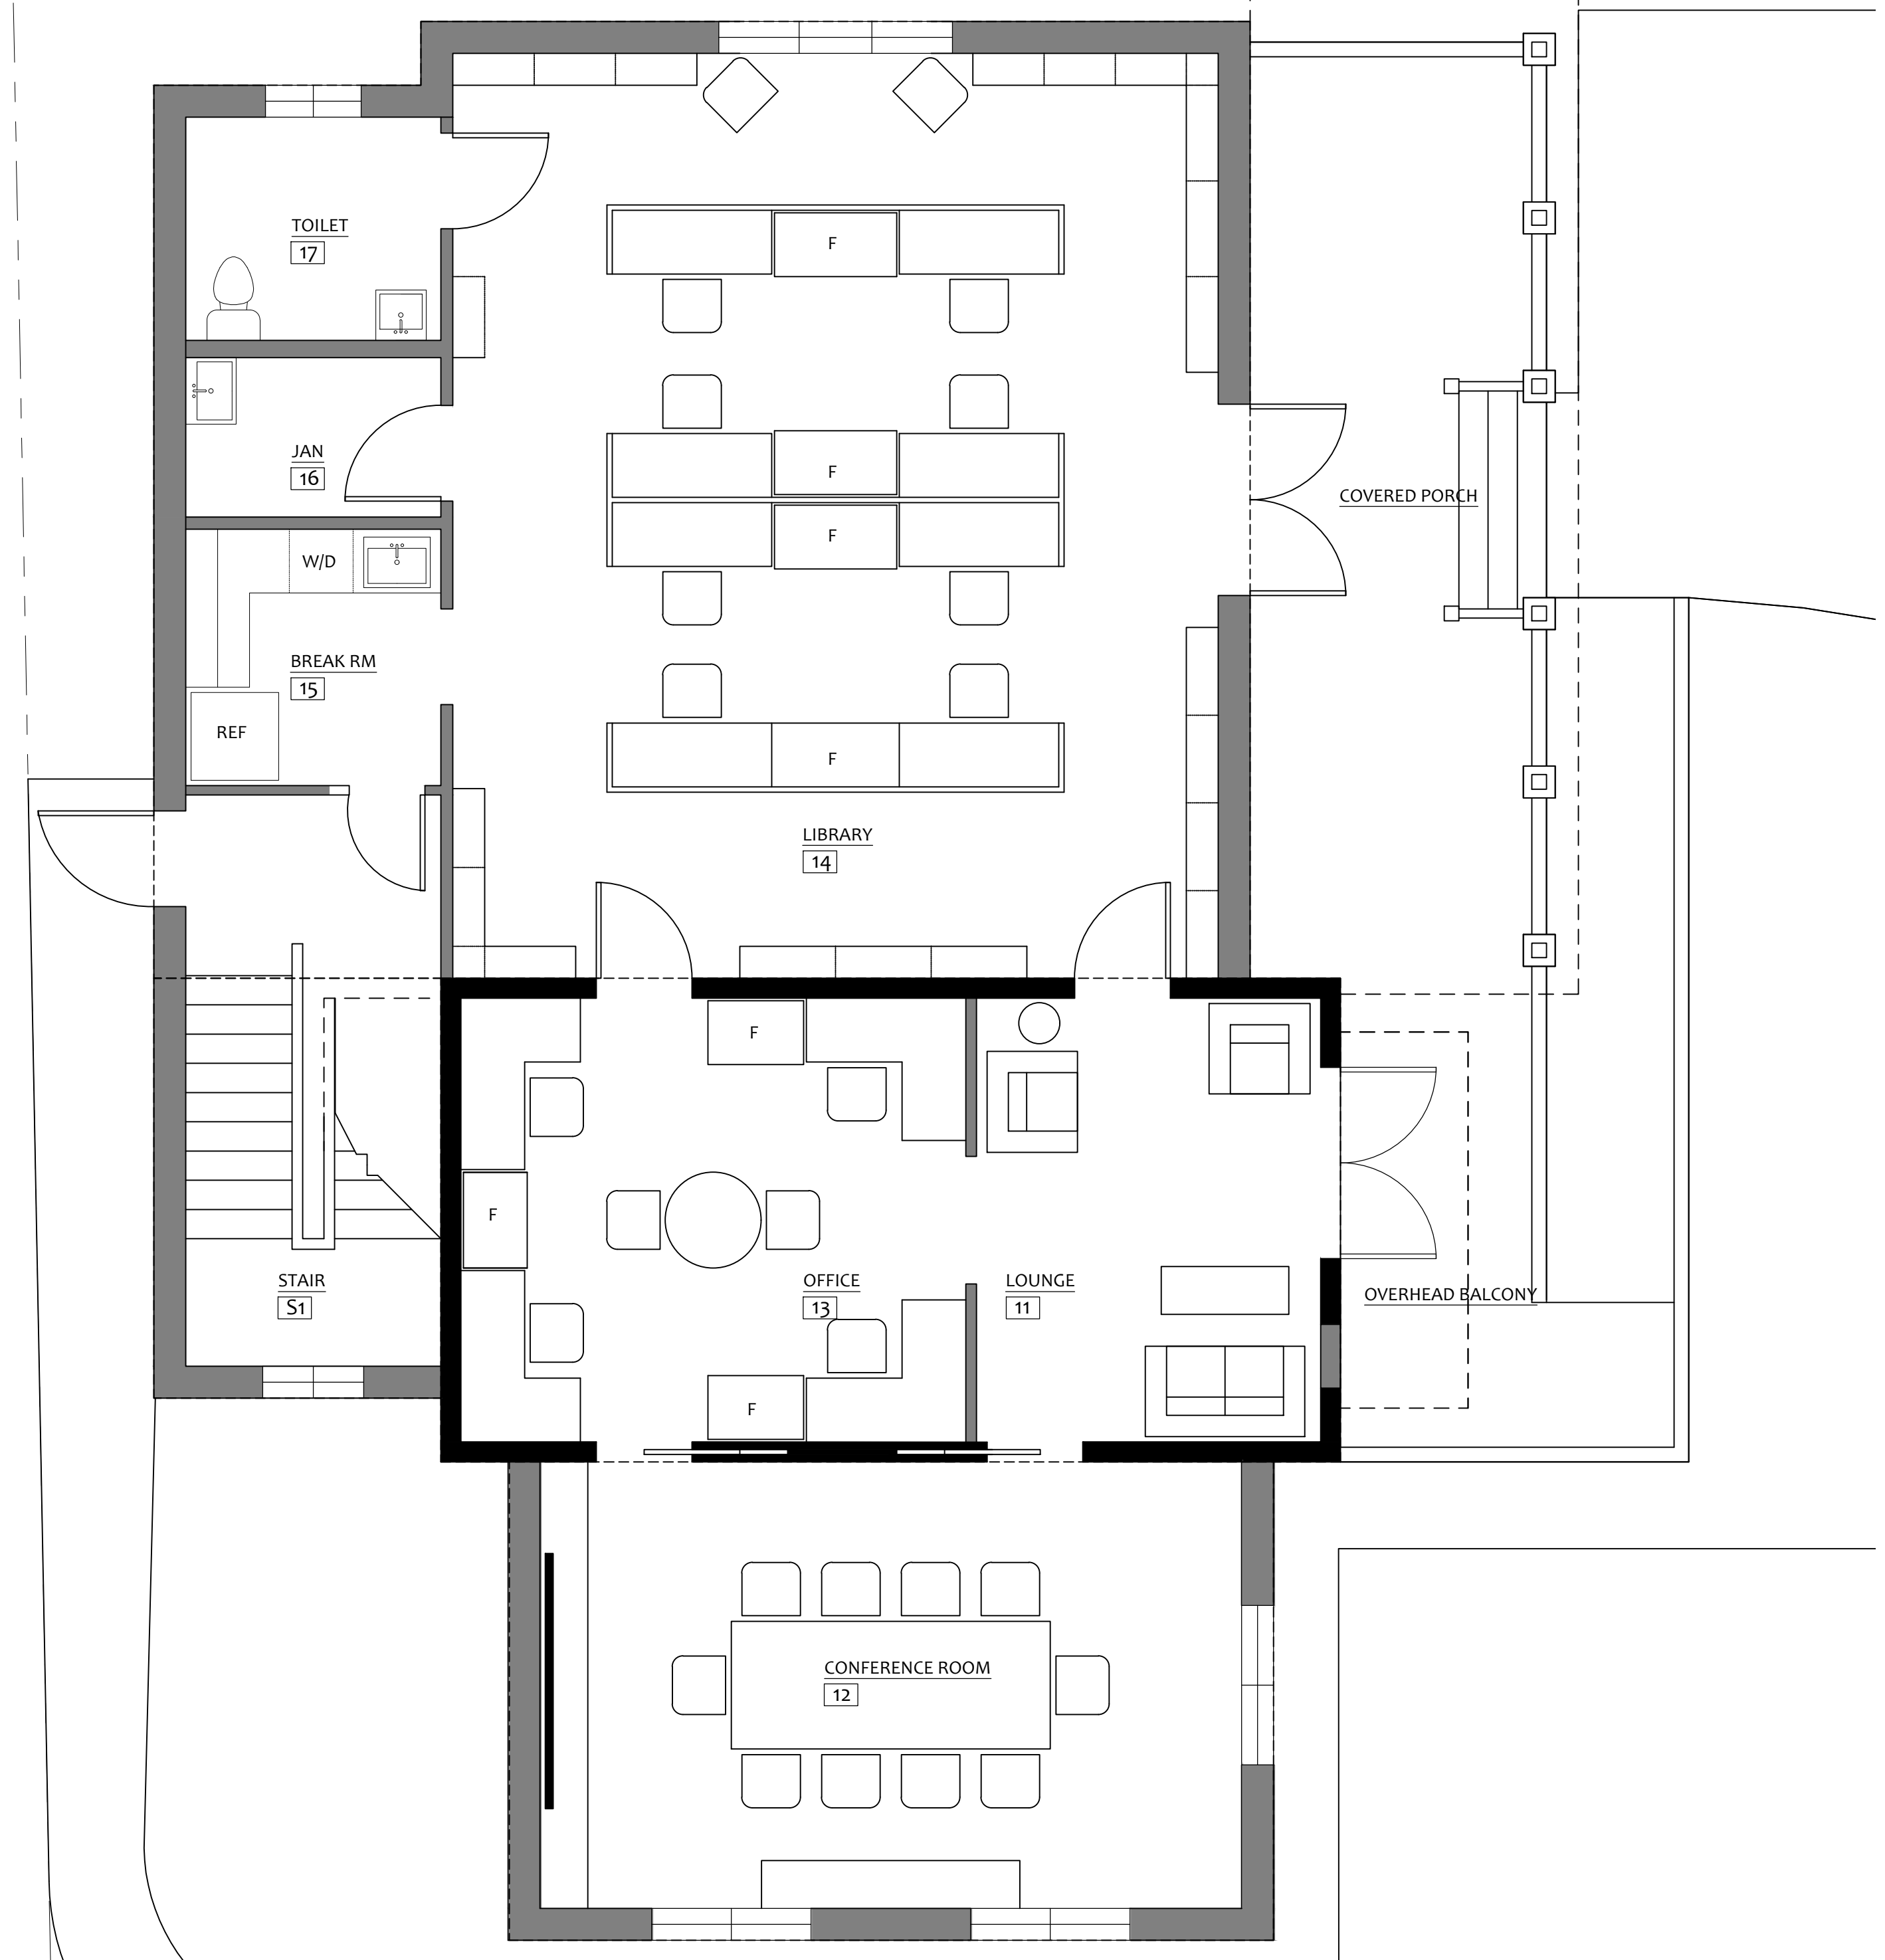 TOILET
17
F
JAN
16
F
COVERED PORCH
F
W/D
BREAK RM
15
REF
F
LIBRARY
14
F
F
STAIR
S1
OFFICE
13
LOUNGE
11
OVERHEAD BALCONY
F
CONFERENCE ROOM
12